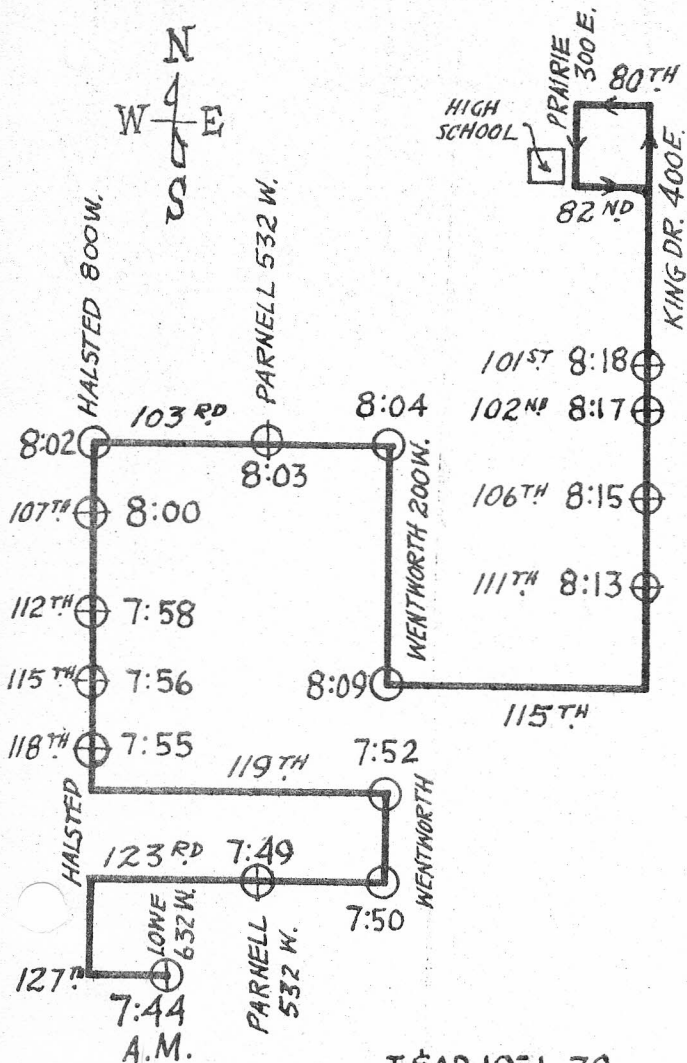 N
W E
S
PRAIRIE
300 E.
80TH
HIGH
SCHOOL
82ND
KING DR. 400E.
HALSTED 800W.
PARNELL 532 W.
103RD
8:02
8:03
8:04
WENTWORTH 200W.
101ST 8:18
102ND 8:17
106TH 8:15
111TH 8:13
107TH 8:00
112TH 7:58
115TH 7:56
118TH 7:55
8:09
115TH
119TH
7:52
HALSTED
WENTWORTH
123RD
7:49
7:50
LOWE
632 W.
PARNELL
532 W.
127TH
7:44
A.M.